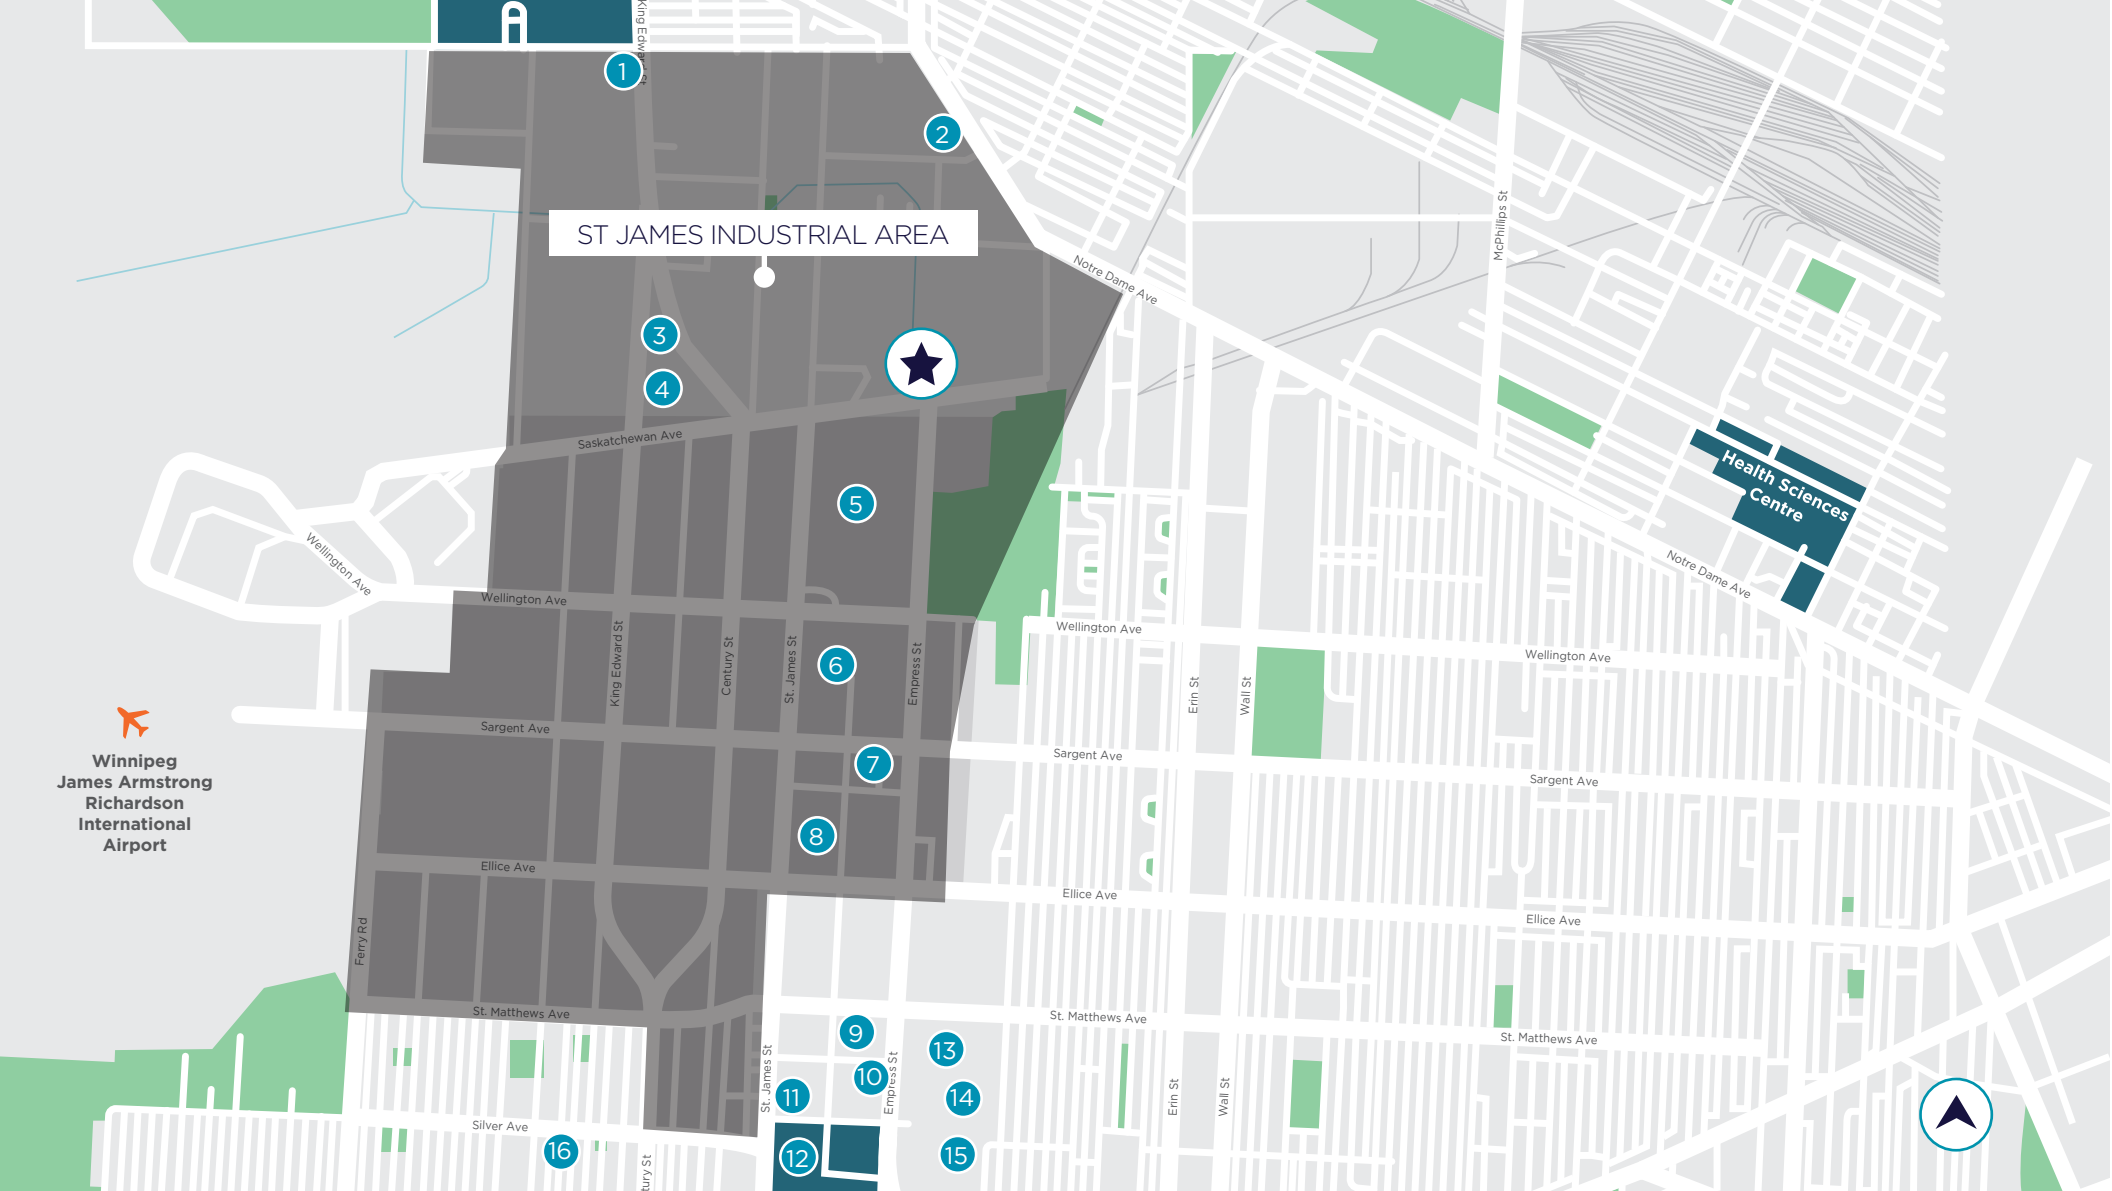 King Edward St
1
2
ST JAMES INDUSTRIAL AREA
McPhillips St
Notre Dame Ave
3
4
Saskatchewan Ave
Health Sciences
Centre
5
Wellington Ave
Notre Dame Ave
Wellington Ave
Wellington Ave
Wellington Ave
King Edward St
Century St
St. James St
6
Empress St
Erin St
Wall St
Winnipeg
James Armstrong
Richardson
International
Airport
Sargent Ave
Sargent Ave
Sargent Ave
7
8
Ellice Ave
Ellice Ave
Ellice Ave
Ferry Rd
St. Matthews Ave
St. Matthews Ave
St. Matthews Ave
9
13
10
11
14
St. James St
Empress St
Erin St
Wall St
Silver Ave
16
12
15
tury St